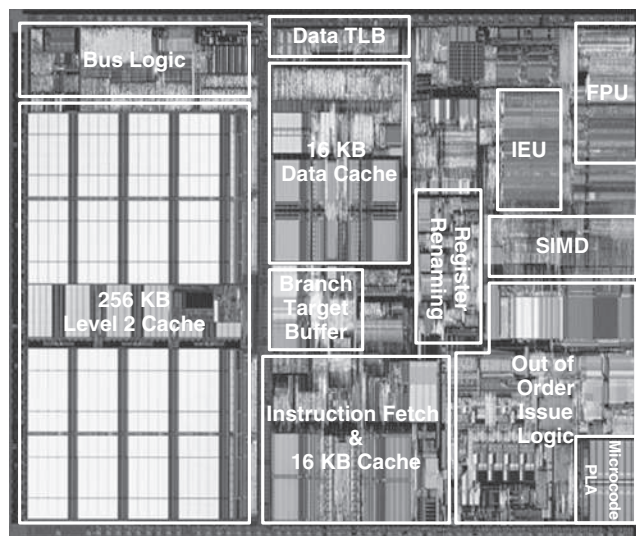 Bus Logic
Data TLB
FPU
16 KB
Data Cache
IEU
Register
Renaming
SIMD
256 KB
Level 2 Cache
Branch
Target
Buffer
Out of
Order
Issue
Logic
Instruction Fetch
&
16 KB Cache
Microcode
PLA